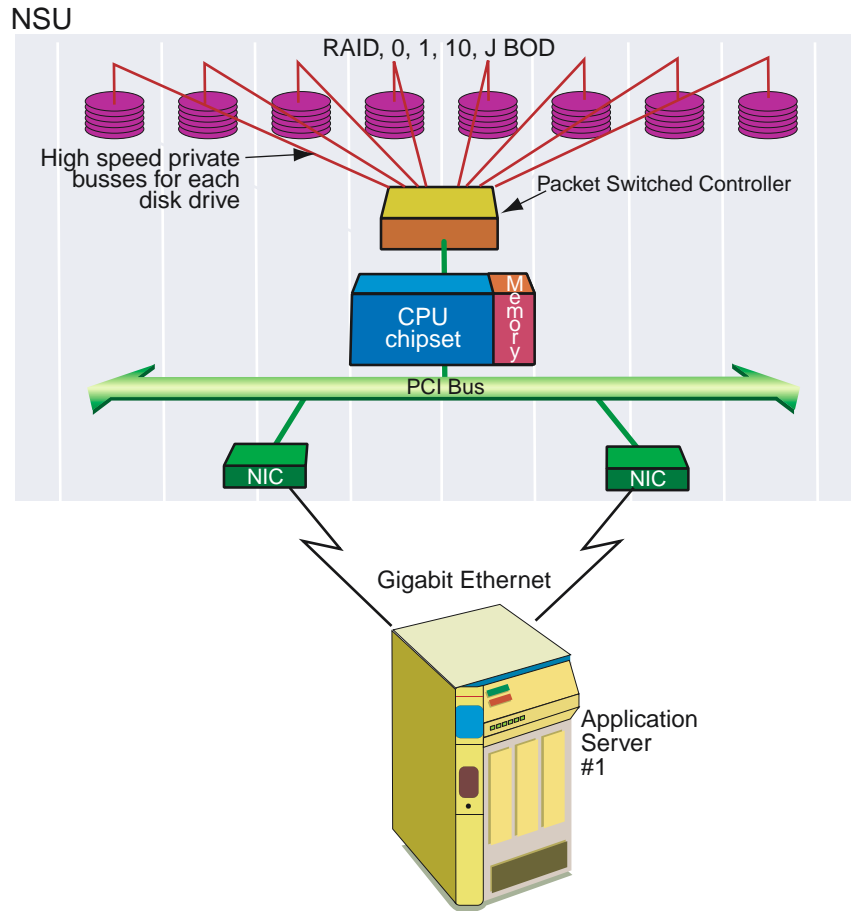 NSU
RAID, 0, 1, 10, J BOD
High speed private
busses for each
disk drive
Packet Switched Controller
CPU
chipset
Memory
PCI Bus
NIC
NIC
Gigabit Ethernet
Application
Server
#1